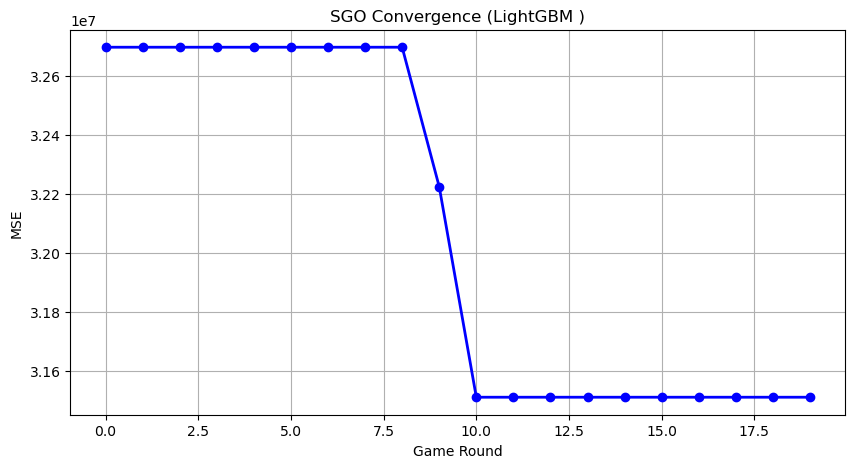 SGO Convergence (LightGBM )
1e7
3.26
3.24
3.22
3.20
3.18
3.16
MSE
0.0 2.5 5.0 7.5 10.0 12.5 15.0 17.5
Game Round